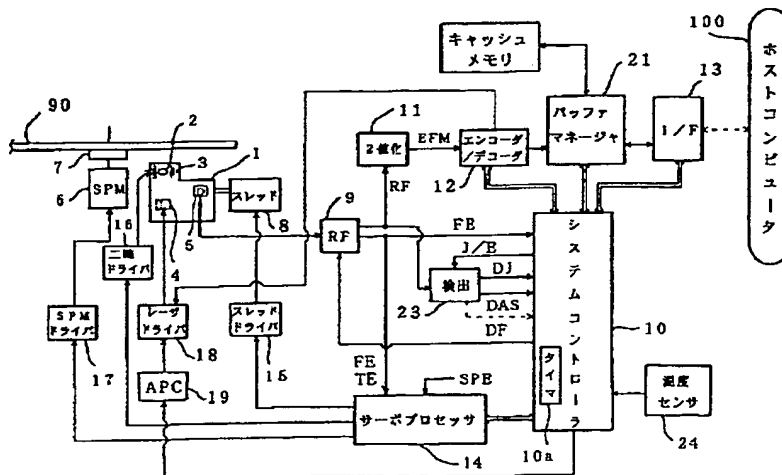 キャッシュ
メモリ
100
ホストコンピュータ
21
13
バッファ
マネージャ
I/F
90
2
3
1
11
2値化
EFM
エンコーダ
/デコーダ
12
7
6
SPM
スレッド
8
5
4
9
RF
RF
FE
J/B
検出
23
DJ
DAS
DF
システムコントローラ
10
タイマ
10a
16
二軸
ドライバ
SPM
ドライバ
17
レーザ
ドライバ
18
スレッド
ドライバ
15
APC
19
FE
TE
SPE
サーボプロセッサ
14
温度
センサ
24